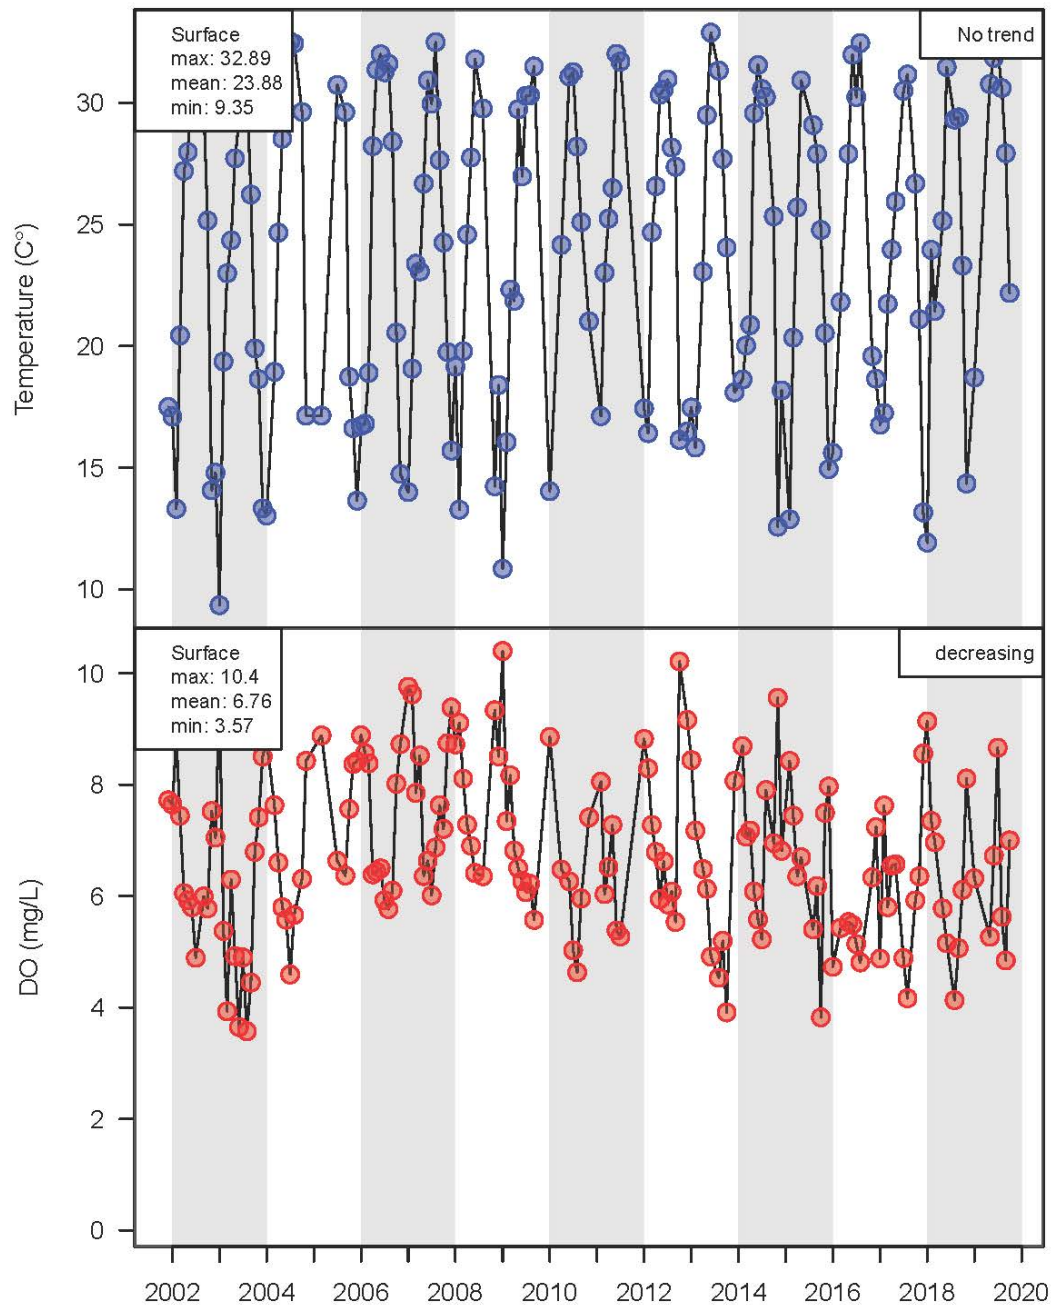 Surface
max: 32.89
mean: 23.88
min: 9.35
No trend
30
25
20
15
10
Temperature (C°)
Surface
max: 10.4
mean: 6.76
min: 3.57
decreasing
10
8
6
4
2
0
DO (mg/L)
2002 2004 2006 2008 2010 2012 2014 2016 2018 2020